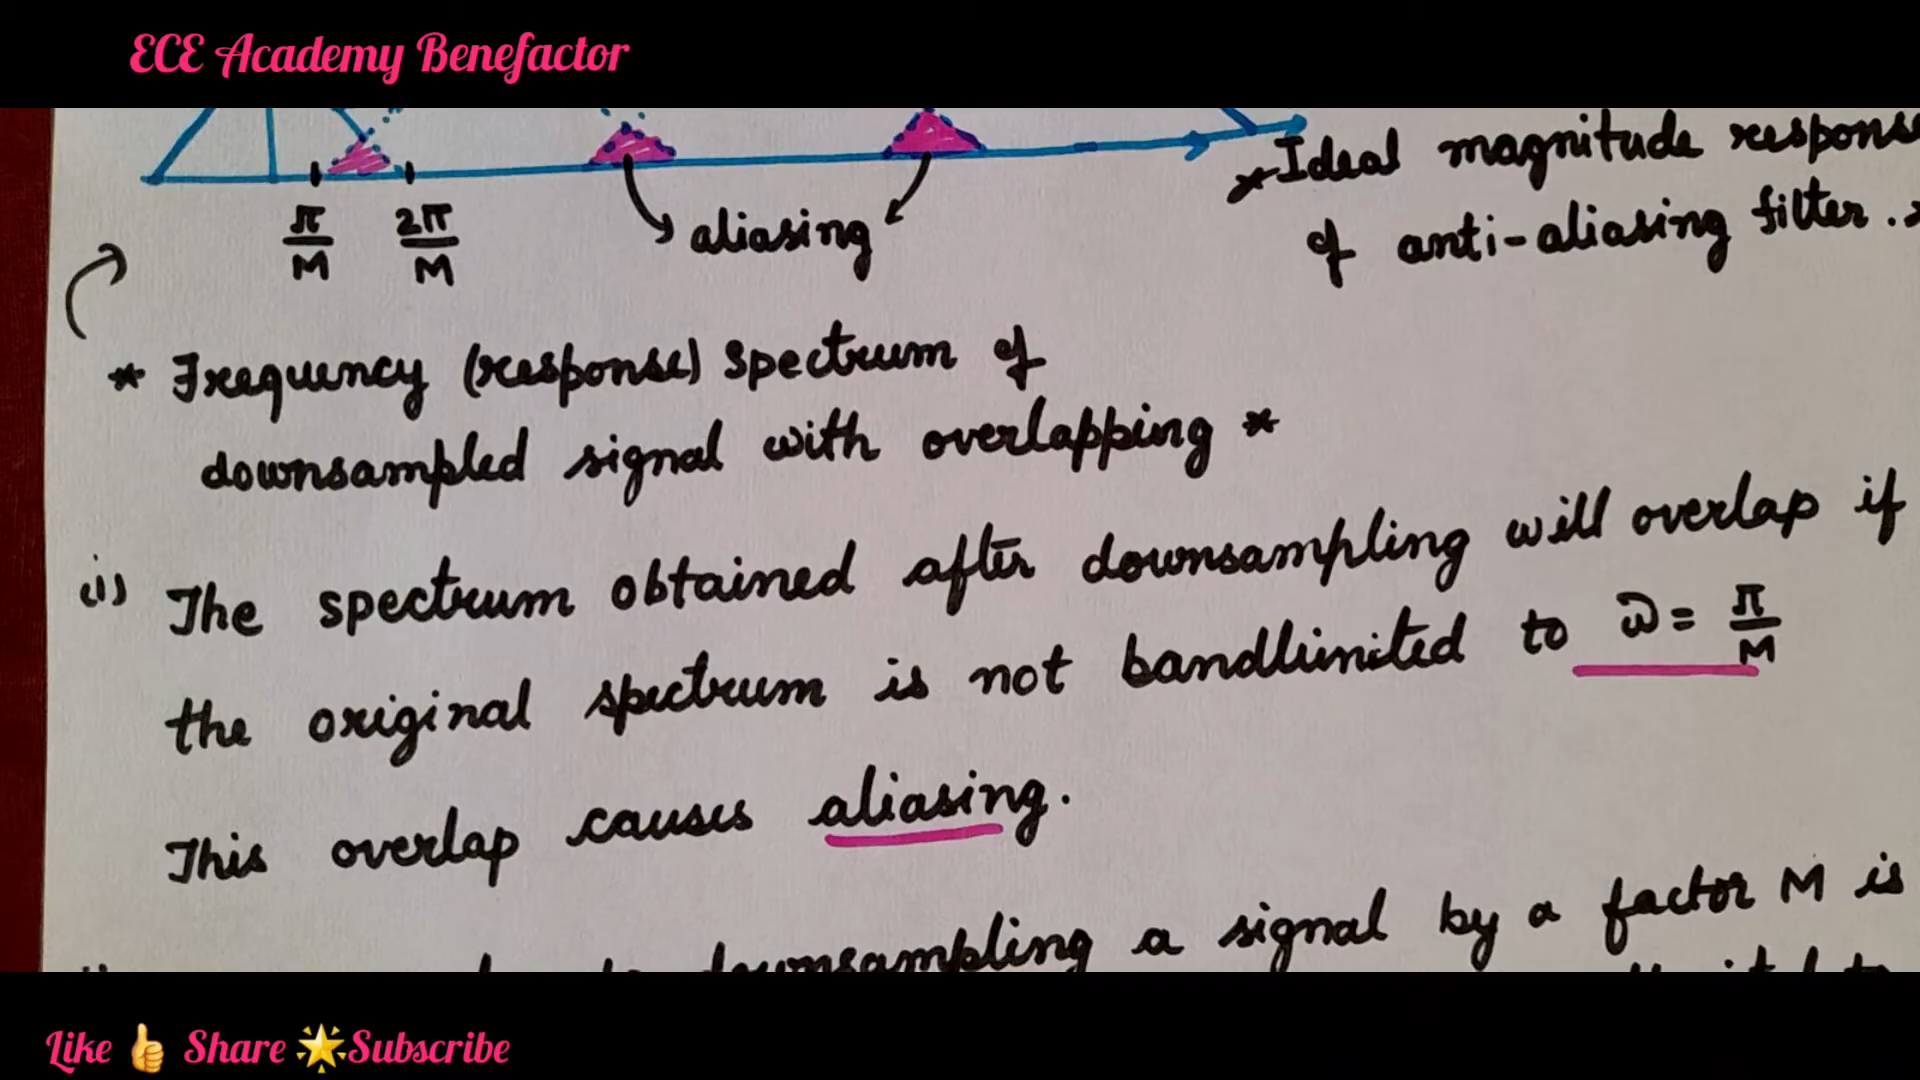 ECE Academy Benefactor
π/M 2π/M
aliasing
* Ideal magnitude response
of anti-aliasing filter. *
* Frequency (response) spectrum of
downsampled signal with overlapping *
(i) The spectrum obtained after downsampling will overlap if
the original spectrum is not bandlimited to ω = π/M
This overlap causes aliasing.
downsampling a signal by a factor M is
Like 👍 Share 🌟Subscribe